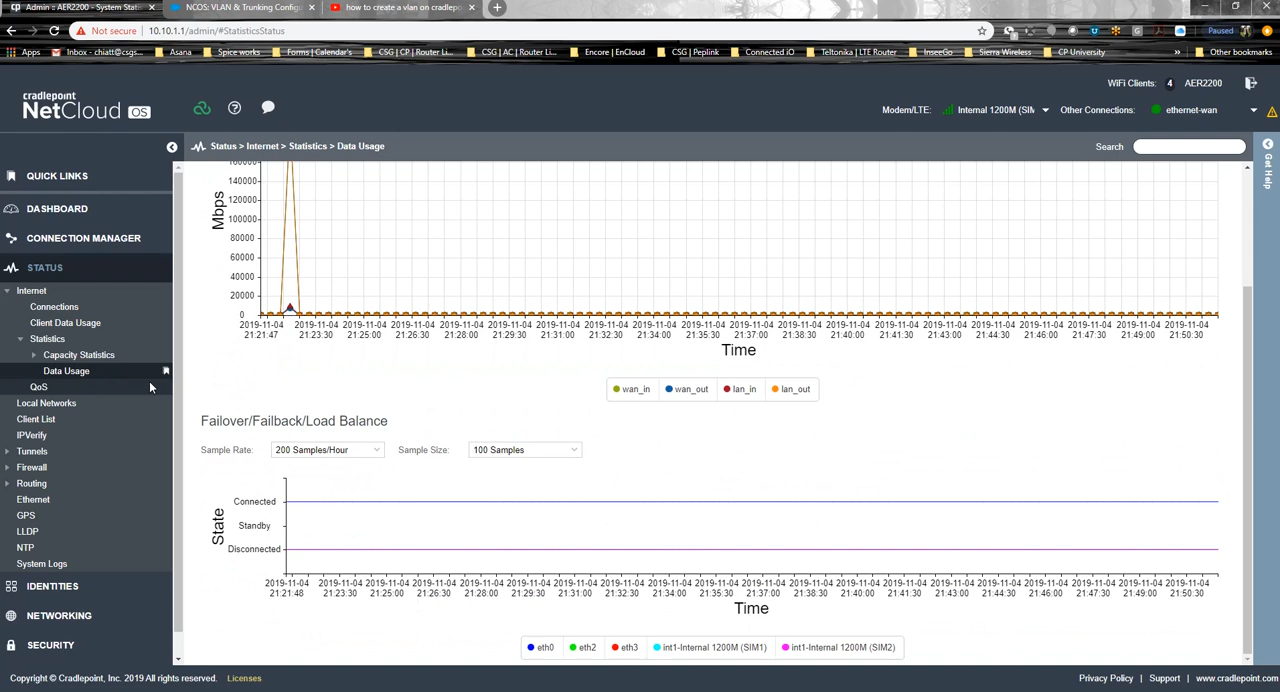 Admin :: AER2200 - System Statis
NCOS: VLAN & Trunking Configu
how to create a vlan on cradlepo
Not secure | 10.10.1.1/admin/#StatisticsStatus
Paused
Apps
Inbox - chiatt@csgs...
Asana
Spice works
Forms | Calendar's
CSG | CP | Router Li...
CSG | AC | Router Li...
Encore | EnCloud
CSG | Peplink
Connected iO
Teltonika | LTE Router
InseeGo
Sierra Wireless
CP University
»
Other bookmarks
WiFi Clients: 4 AER2200
cradlepoint
NetCloud OS
Modem/LTE: Internal 1200M (SIM
Other Connections: ethernet-wan
Status > Internet > Statistics > Data Usage
Search
Get Help
QUICK LINKS
DASHBOARD
CONNECTION MANAGER
STATUS
Internet
Connections
Client Data Usage
Statistics
Capacity Statistics
Data Usage
QoS
Local Networks
Client List
IPVerify
Tunnels
Firewall
Routing
Ethernet
GPS
LLDP
NTP
System Logs
IDENTITIES
NETWORKING
SECURITY
Mbps
160000
140000
120000
100000
80000
60000
40000
20000
0
2019-11-04 2019-11-04 2019-11-04 2019-11-04 2019-11-04 2019-11-04 2019-11-04 2019-11-04 2019-11-04 2019-11-04 2019-11-04 2019-11-04 2019-11-04 2019-11-04 2019-11-04 2019-11-04 2019-11-04 2019-11-04 2019-11-04
21:21:47 21:23:30 21:25:00 21:26:30 21:28:00 21:29:30 21:31:00 21:32:30 21:34:00 21:35:30 21:37:00 21:38:30 21:40:00 21:41:30 21:43:00 21:44:30 21:46:00 21:47:30 21:49:00 21:50:30
Time
wan_in wan_out lan_in lan_out
Failover/Failback/Load Balance
Sample Rate: 200 Samples/Hour Sample Size: 100 Samples
State
Connected
Standby
Disconnected
2019-11-04 2019-11-04 2019-11-04 2019-11-04 2019-11-04 2019-11-04 2019-11-04 2019-11-04 2019-11-04 2019-11-04 2019-11-04 2019-11-04 2019-11-04 2019-11-04 2019-11-04 2019-11-04 2019-11-04 2019-11-04 2019-11-04
21:21:48 21:23:30 21:25:00 21:26:30 21:28:00 21:29:30 21:31:00 21:32:30 21:34:00 21:35:30 21:37:00 21:38:30 21:40:00 21:41:30 21:43:00 21:44:30 21:46:00 21:47:30 21:49:00 21:50:30
Time
eth0 eth2 eth3 int1-Internal 1200M (SIM1) int1-Internal 1200M (SIM2)
Copyright © Cradlepoint, Inc. 2019 All rights reserved. Licenses
Privacy Policy | Support | www.cradlepoint.com